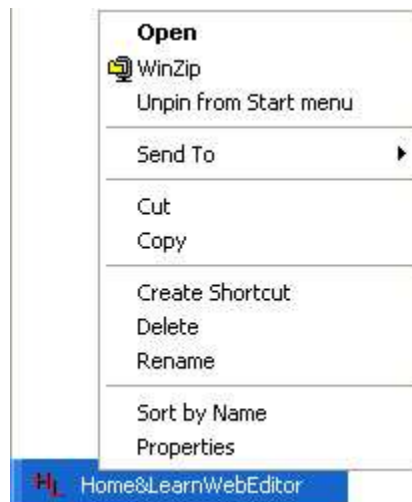 Open
WinZip
Unpin from Start menu
Send To
Cut
Copy
Create Shortcut
Delete
Rename
Sort by Name
Properties
HL Home&LearnWebEditor